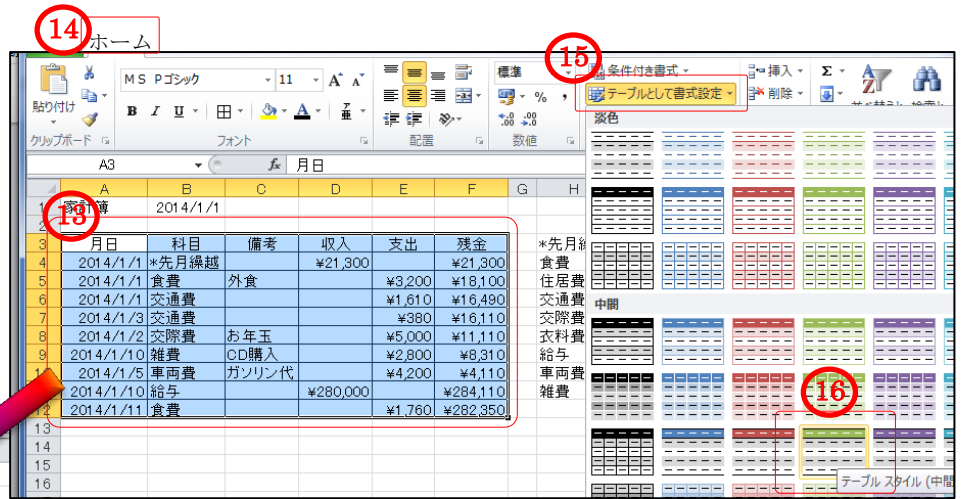 14 ホーム
15
MS Pゴシック 11 A A 標準 条件付き書式 挿入 Σ
貼り付け B I U A 亜 % , テーブルとして書式設定 削除
クリップボード フォント 配置 数値
淡色
A3 fx 月日
A B C D E F G H
1 家計簿 2014/1/1
13
3 月日 科目 備考 収入 支出 残金
4 2014/1/1 *先月繰越 ¥21,300 ¥21,300 食費
5 2014/1/1 食費 外食 ¥3,200 ¥18,100 住居費
6 2014/1/1 交通費 ¥1,610 ¥16,490 交通費
7 2014/1/3 交通費 ¥380 ¥16,110 交際費
8 2014/1/2 交際費 お年玉 ¥5,000 ¥11,110 衣料費
9 2014/1/10 雑費 CD購入 ¥2,800 ¥8,310 給与
2014/1/5 車両費 ガソリン代 ¥4,200 ¥4,110 車両費
2014/1/10 給与 ¥280,000 ¥284,110 雑費
12 2014/1/11 食費 ¥1,760 ¥282,350
13
14
15
16
中間
16
テーブル スタイル (中間